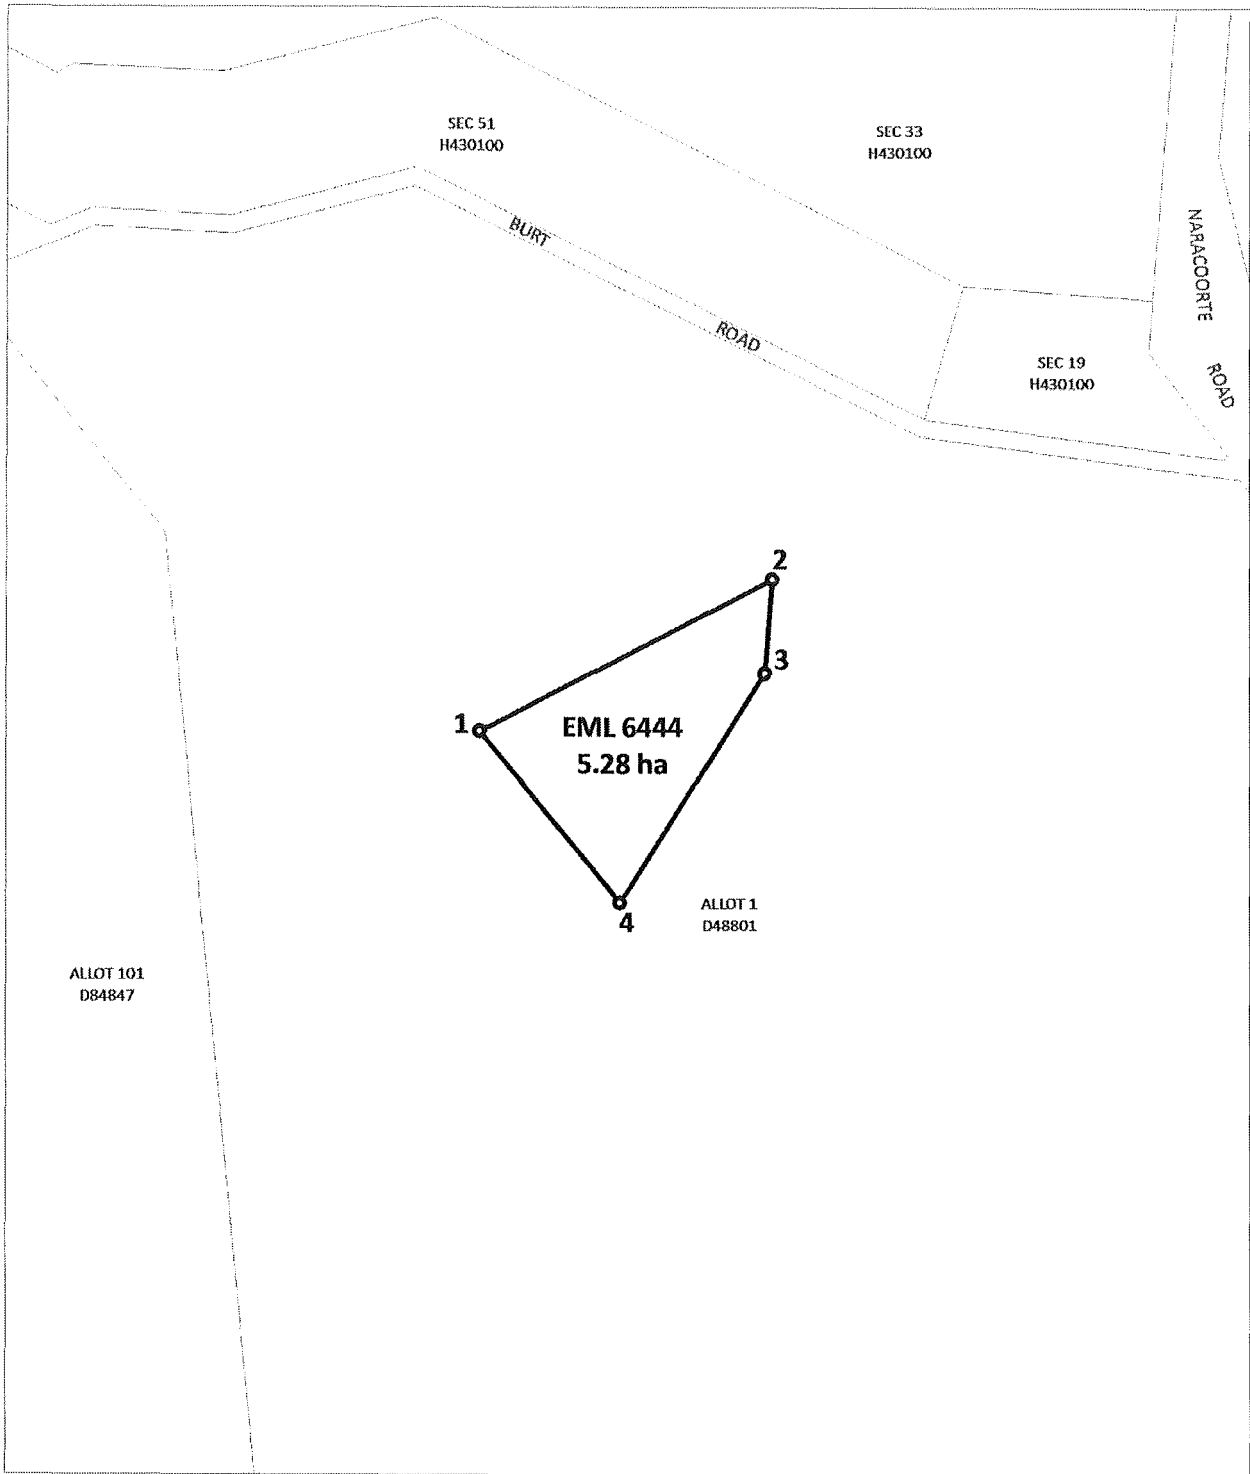 SEC 51
H430100
SEC 33
H430100
BURT
ROAD
NARACOORTE
ROAD
SEC 19
H430100
2
3
1
EML 6444
5.28 ha
4
ALLOT 1
D48801
ALLOT 101
D84847